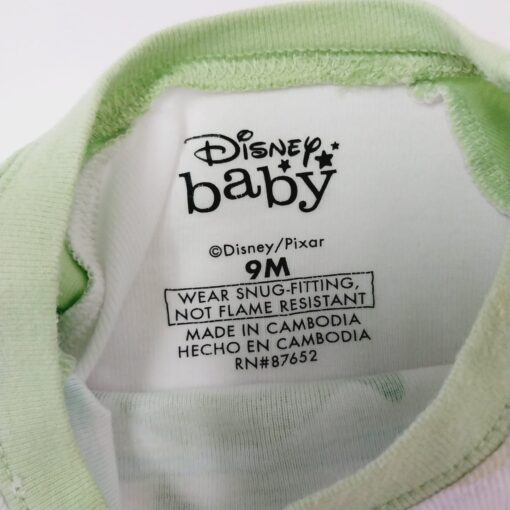 Disney
baby
©Disney/Pixar
9M
WEAR SNUG-FITTING,
NOT FLAME RESISTANT
MADE IN CAMBODIA
HECHO EN CAMBODIA
RN#87652